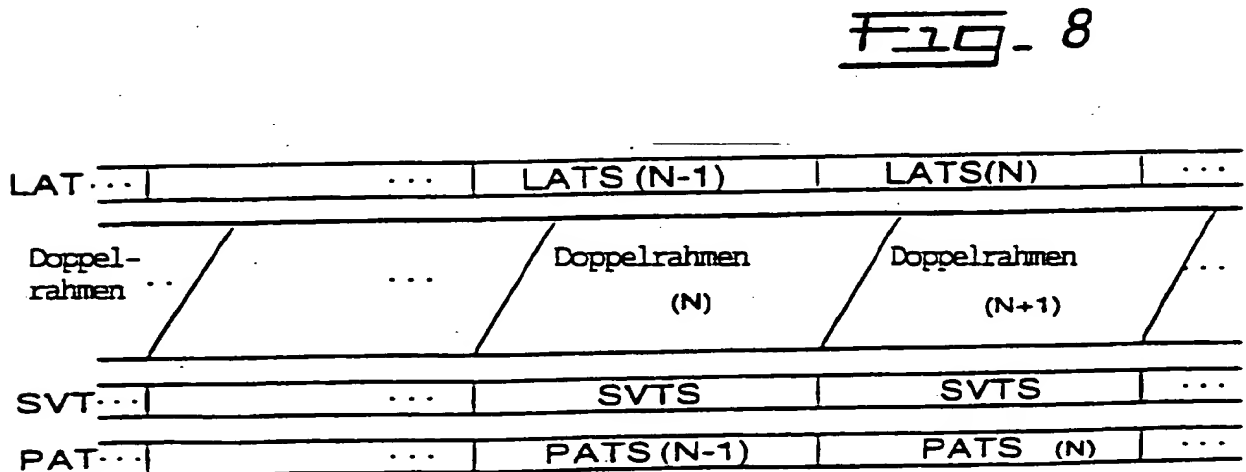 Fig. 8
LAT ··· ··· LATS (N-1) LATS(N) ···
Doppel-
rahmen ·· ··· Doppelrahmen (N) Doppelrahmen (N+1) ···
SVT ··· ··· SVTS SVTS ···
PAT ··· ··· PATS (N-1) PATS (N) ···